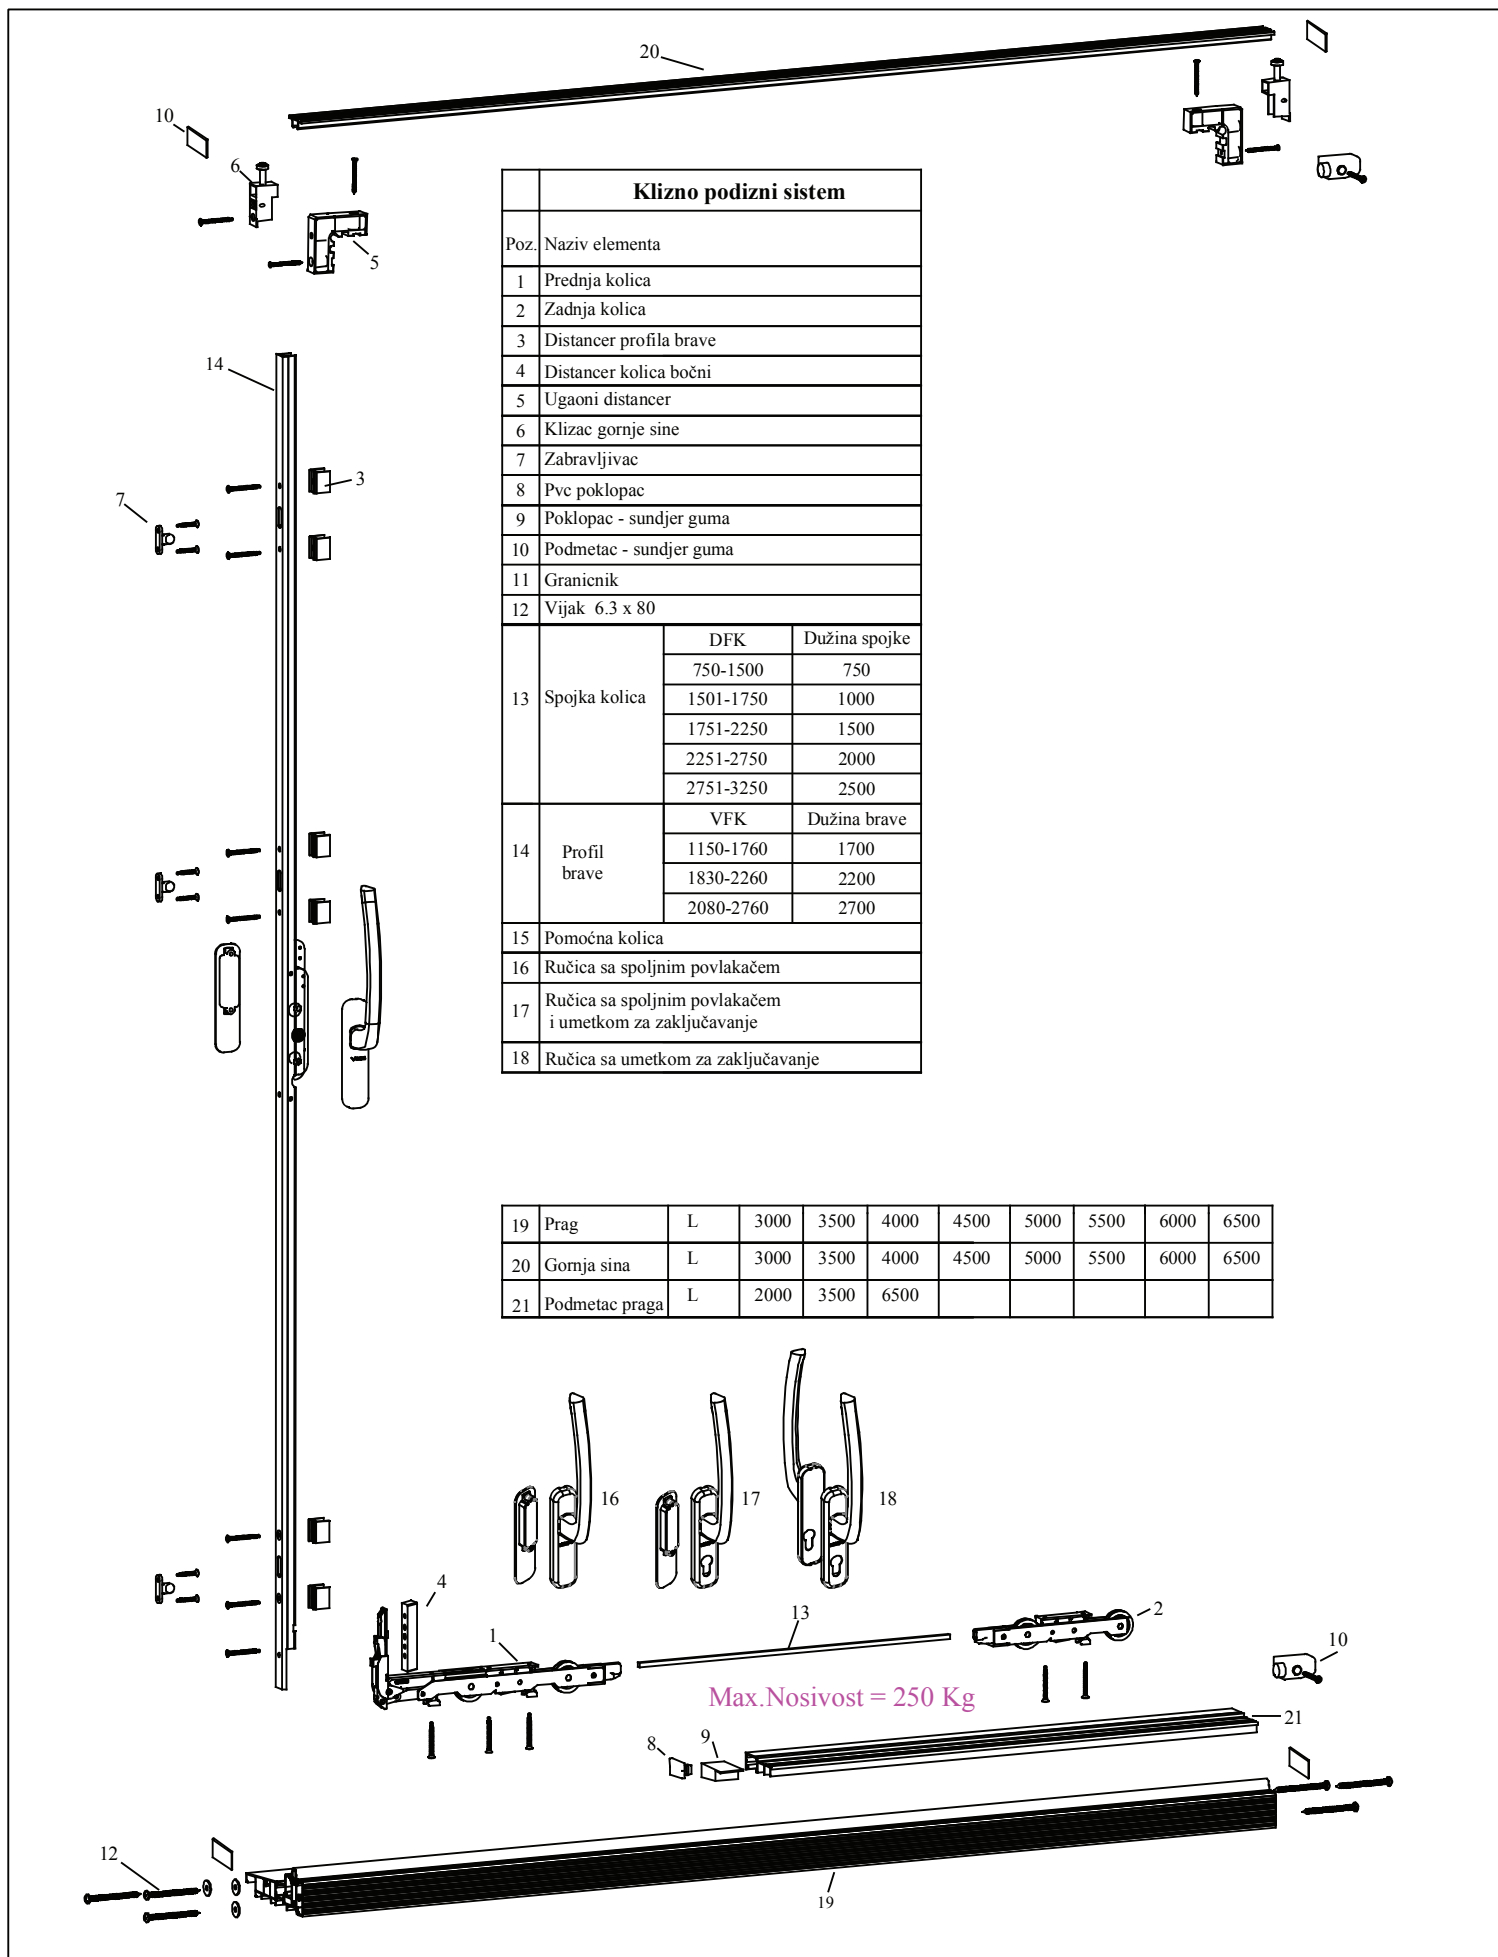 20
10
6
5
Klizno podizni sistem
Poz. Naziv elementa
1 Prednja kolica
2 Zadnja kolica
3 Distancer profila brave
4 Distancer kolica bočni
5 Ugaoni distancer
6 Klizac gornje sine
7 Zabravljivac
8 Pvc poklopac
9 Poklopac - sundjer guma
10 Podmetac - sundjer guma
11 Granicnik
12 Vijak 6.3 x 80
13 Spojka kolica
DFK Dužina spojke
750-1500 750
1501-1750 1000
1751-2250 1500
2251-2750 2000
2751-3250 2500
14 Profil
brave
VFK Dužina brave
1150-1760 1700
1830-2260 2200
2080-2760 2700
15 Pomoćna kolica
16 Ručica sa spoljnim povlakačem
17 Ručica sa spoljnim povlakačem
i umetkom za zaključavanje
18 Ručica sa umetkom za zaključavanje
14
3
7
19 Prag L 3000 3500 4000 4500 5000 5500 6000 6500
20 Gornja sina L 3000 3500 4000 4500 5000 5500 6000 6500
21 Podmetac praga L 2000 3500 6500
16
17
18
4
1
13
2
10
Max.Nosivost = 250 Kg
21
8
9
12
19